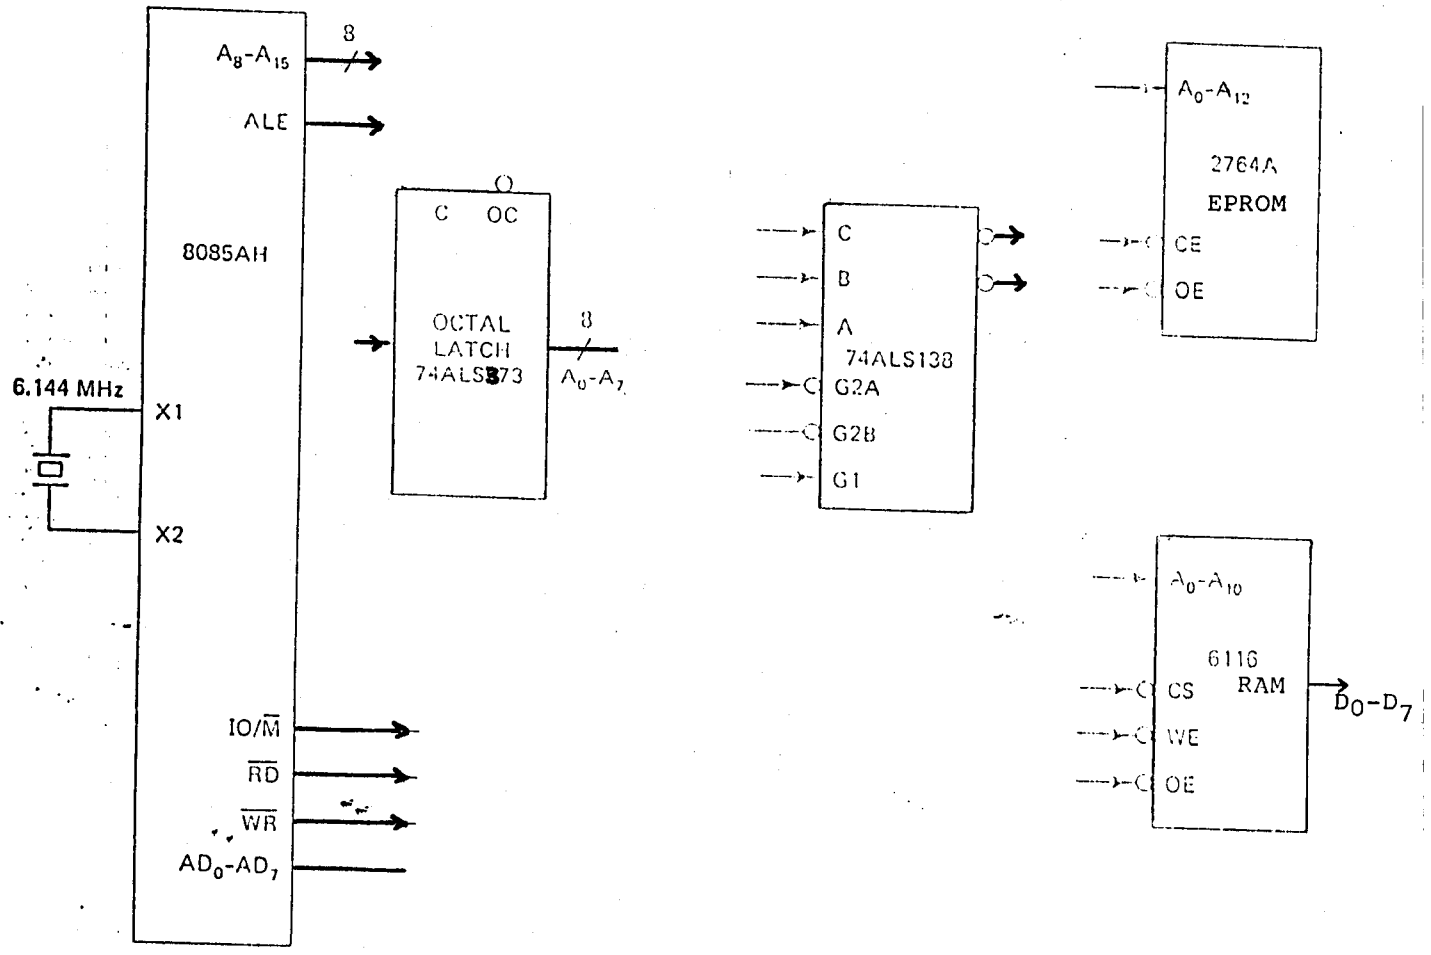 8
A8-A15
ALE
8085AH
6.144 MHz
X1
X2
IO/M̅
R̅D̅
W̅R̅
AD0-AD7
C OC
OCTAL
LATCH
74ALS373
8
A0-A7
C
B
A
74ALS138
G2A
G2B
G1
A0-A12
2764A
EPROM
CE
OE
A0-A10
6116
RAM
CS
WE
OE
D0-D7